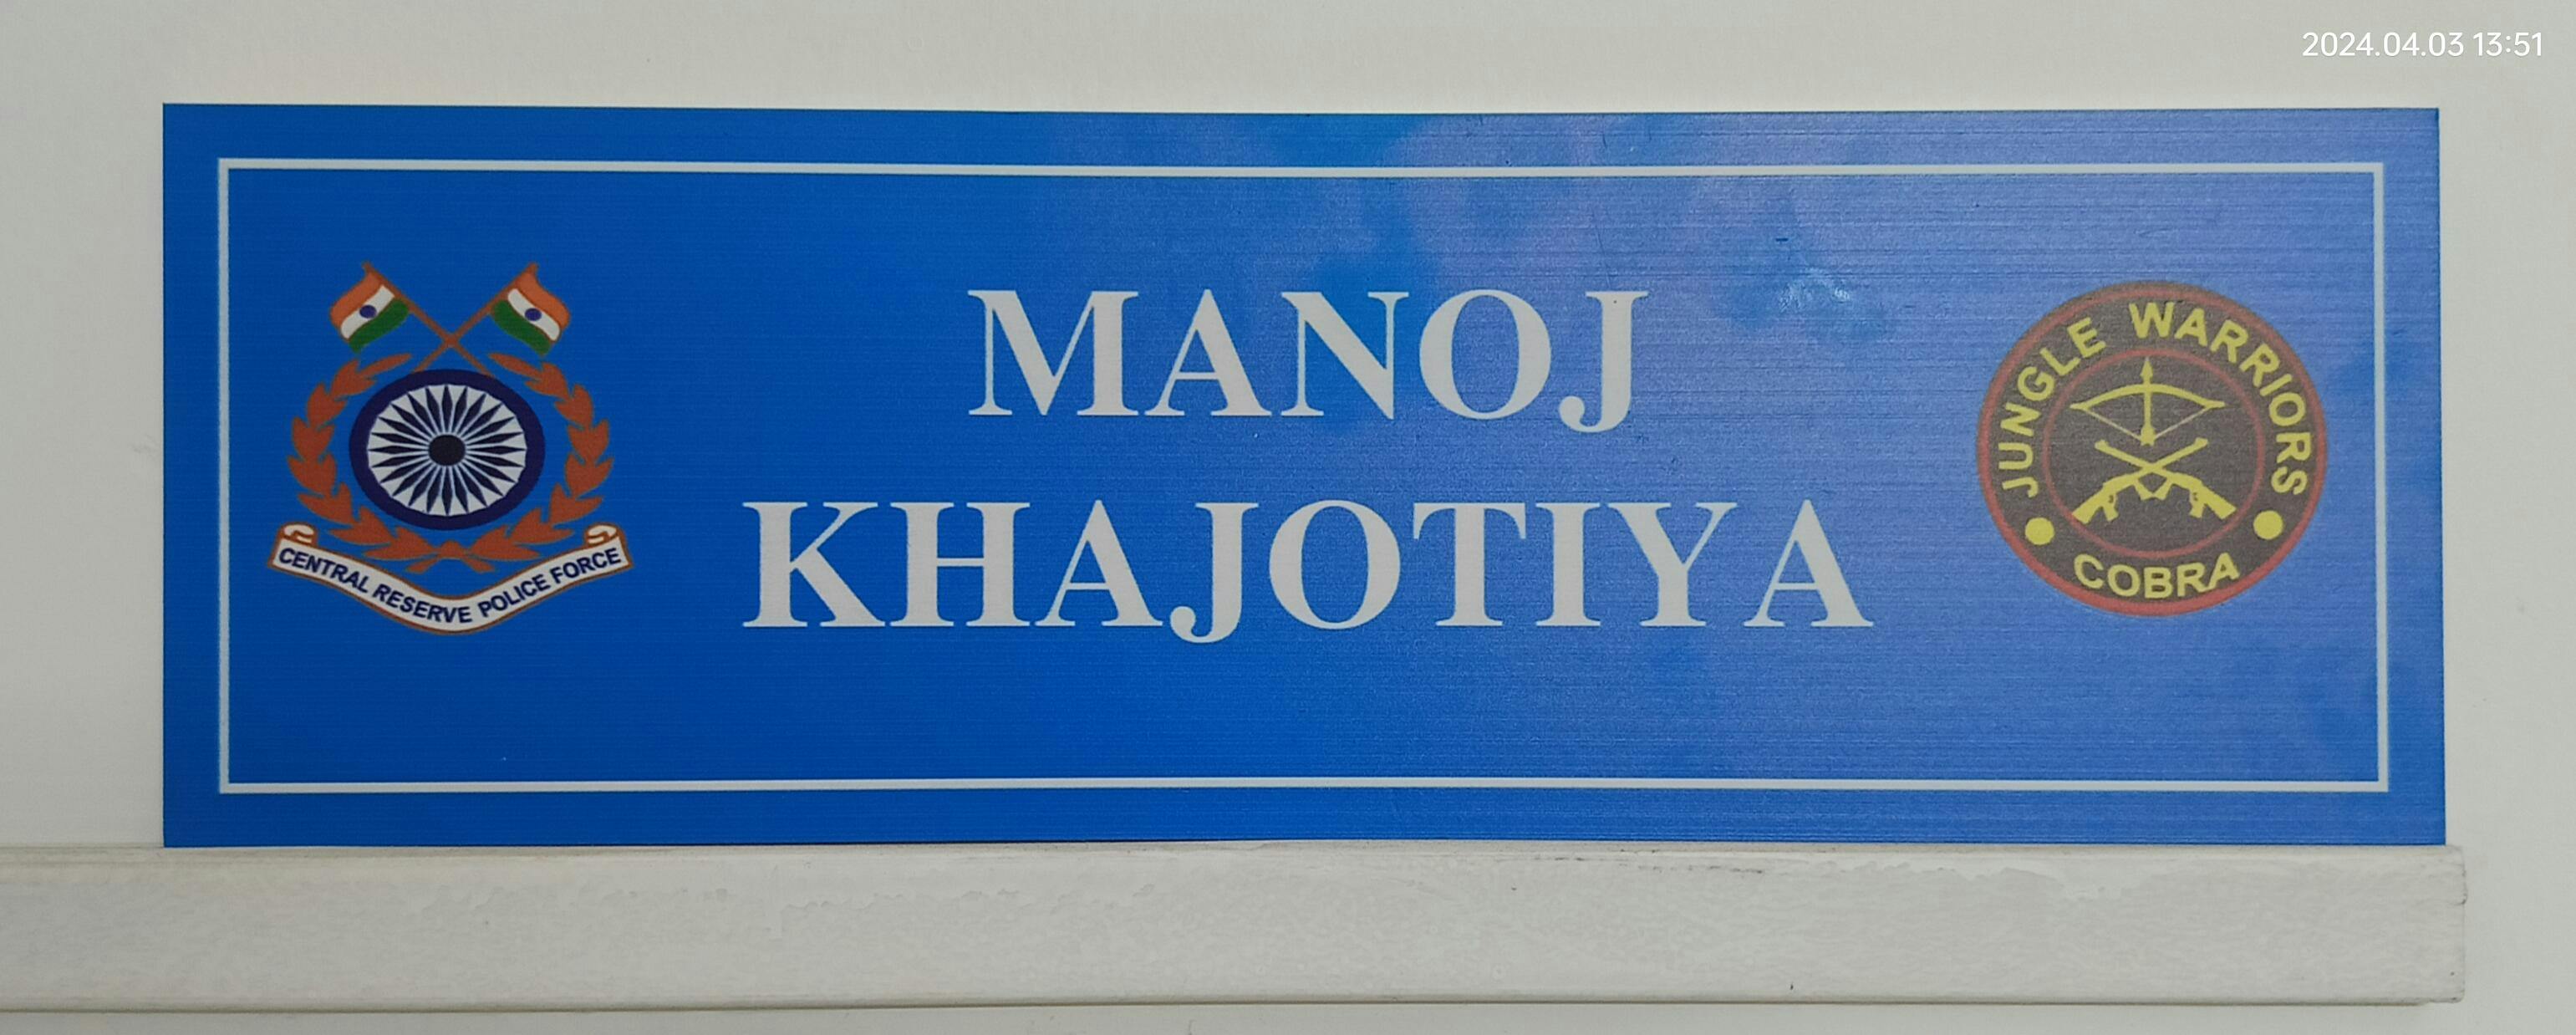 2024.04.03 13:51
MANOJ
KHAJOTIYA
CENTRAL RESERVE POLICE FORCE
JUNGLE WARRIORS
COBRA